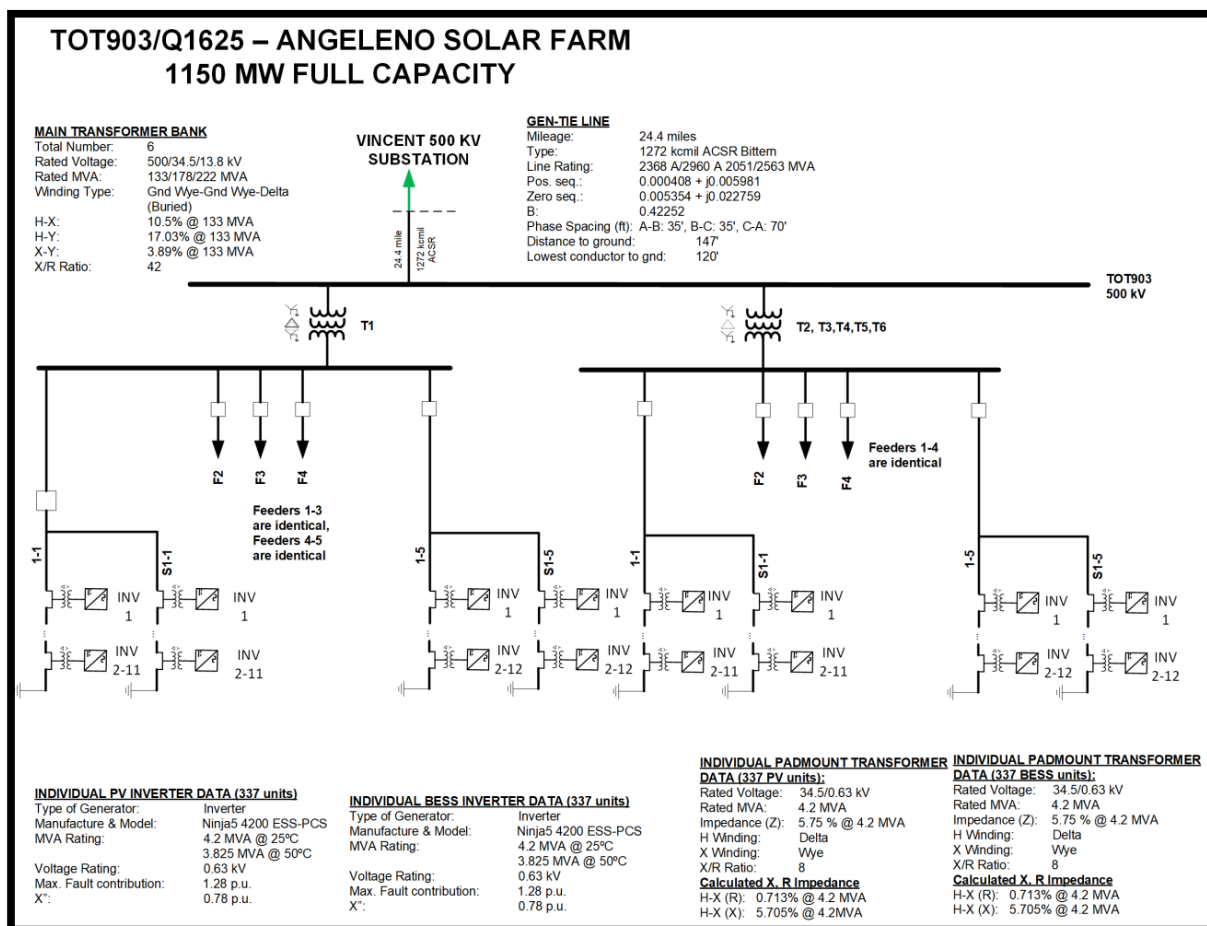 TOT903/Q1625 – ANGELENO SOLAR FARM
1150 MW FULL CAPACITY
MAIN TRANSFORMER BANK
Total Number: 6
Rated Voltage: 500/34.5/13.8 kV
Rated MVA: 133/178/222 MVA
Winding Type: Gnd Wye-Gnd Wye-Delta
(Buried)
H-X: 10.5% @ 133 MVA
H-Y: 17.03% @ 133 MVA
X-Y: 3.89% @ 133 MVA
X/R Ratio: 42
VINCENT 500 KV
SUBSTATION
24.4 mile
1272 kcmil
ACSR
GEN-TIE LINE
Mileage: 24.4 miles
Type: 1272 kcmil ACSR Bittern
Line Rating: 2368 A/2960 A 2051/2563 MVA
Pos. seq.: 0.000408 + j0.005981
Zero seq.: 0.005354 + j0.022759
B: 0.42252
Phase Spacing (ft): A-B: 35', B-C: 35', C-A: 70'
Distance to ground: 147'
Lowest conductor to gnd: 120'
TOT903
500 kV
T1
T2, T3,T4,T5,T6
F2
F3
F4
Feeders 1-3
are identical,
Feeders 4-5
are identical
F2
F3
F4
Feeders 1-4
are identical
1-1
S1-1
1-5
S1-5
1-1
S1-1
1-5
S1-5
INV
1
INV
1
INV
1
INV
1
INV
1
INV
1
INV
1
INV
1
INV
2-11
INV
2-11
INV
2-12
INV
2-12
INV
2-11
INV
2-11
INV
2-12
INV
2-12
INDIVIDUAL PV INVERTER DATA (337 units)
Type of Generator: Inverter
Manufacture & Model: Ninja5 4200 ESS-PCS
MVA Rating: 4.2 MVA @ 25ºC
3.825 MVA @ 50ºC
Voltage Rating: 0.63 kV
Max. Fault contribution: 1.28 p.u.
X": 0.78 p.u.
INDIVIDUAL BESS INVERTER DATA (337 units)
Type of Generator: Inverter
Manufacture & Model: Ninja5 4200 ESS-PCS
MVA Rating: 4.2 MVA @ 25ºC
3.825 MVA @ 50ºC
Voltage Rating: 0.63 kV
Max. Fault contribution: 1.28 p.u.
X": 0.78 p.u.
INDIVIDUAL PADMOUNT TRANSFORMER
DATA (337 PV units):
Rated Voltage: 34.5/0.63 kV
Rated MVA: 4.2 MVA
Impedance (Z): 5.75 % @ 4.2 MVA
H Winding: Delta
X Winding: Wye
X/R Ratio: 8
Calculated X, R Impedance
H-X (R): 0.713% @ 4.2 MVA
H-X (X): 5.705% @ 4.2MVA
INDIVIDUAL PADMOUNT TRANSFORMER
DATA (337 BESS units):
Rated Voltage: 34.5/0.63 kV
Rated MVA: 4.2 MVA
Impedance (Z): 5.75 % @ 4.2 MVA
H Winding: Delta
X Winding: Wye
X/R Ratio: 8
Calculated X, R Impedance
H-X (R): 0.713% @ 4.2 MVA
H-X (X): 5.705% @ 4.2 MVA